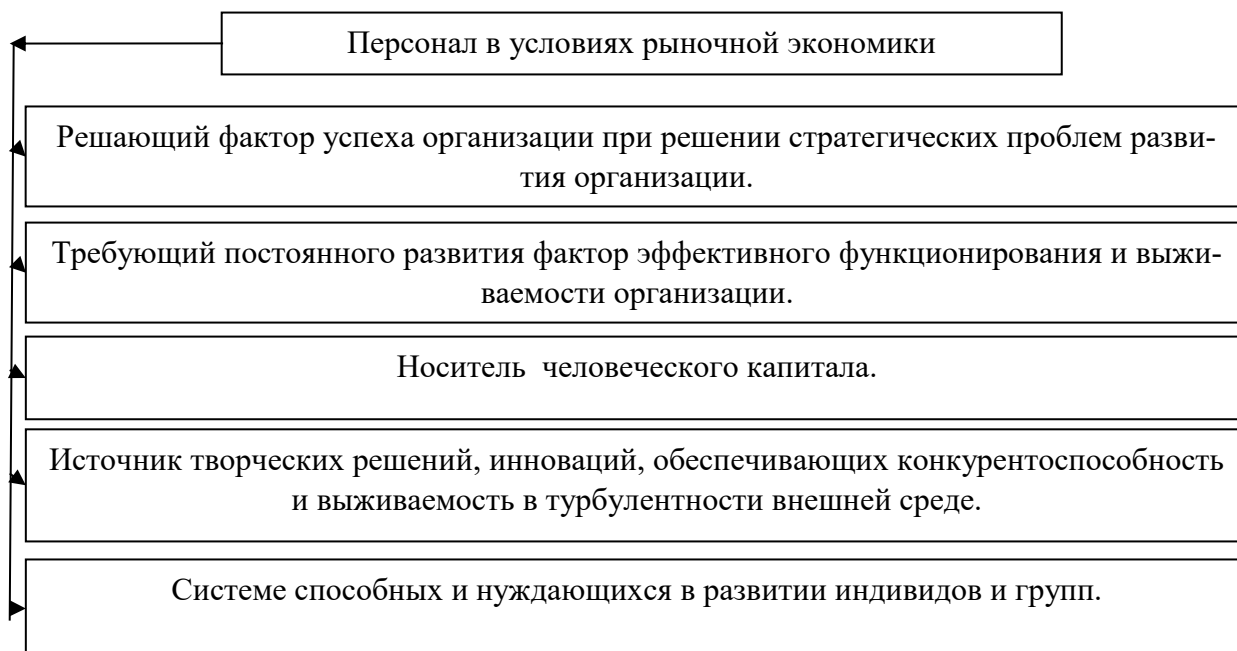 Персонал в условиях рыночной экономики
Решающий фактор успеха организации при решении стратегических проблем разви-
тия организации.
Требующий постоянного развития фактор эффективного функционирования и выжи-
ваемости организации.
Носитель  человеческого капитала.
Источник творческих решений, инноваций, обеспечивающих конкурентоспособность
и выживаемость в турбулентности внешней среде.
Системе способных и нуждающихся в развитии индивидов и групп.